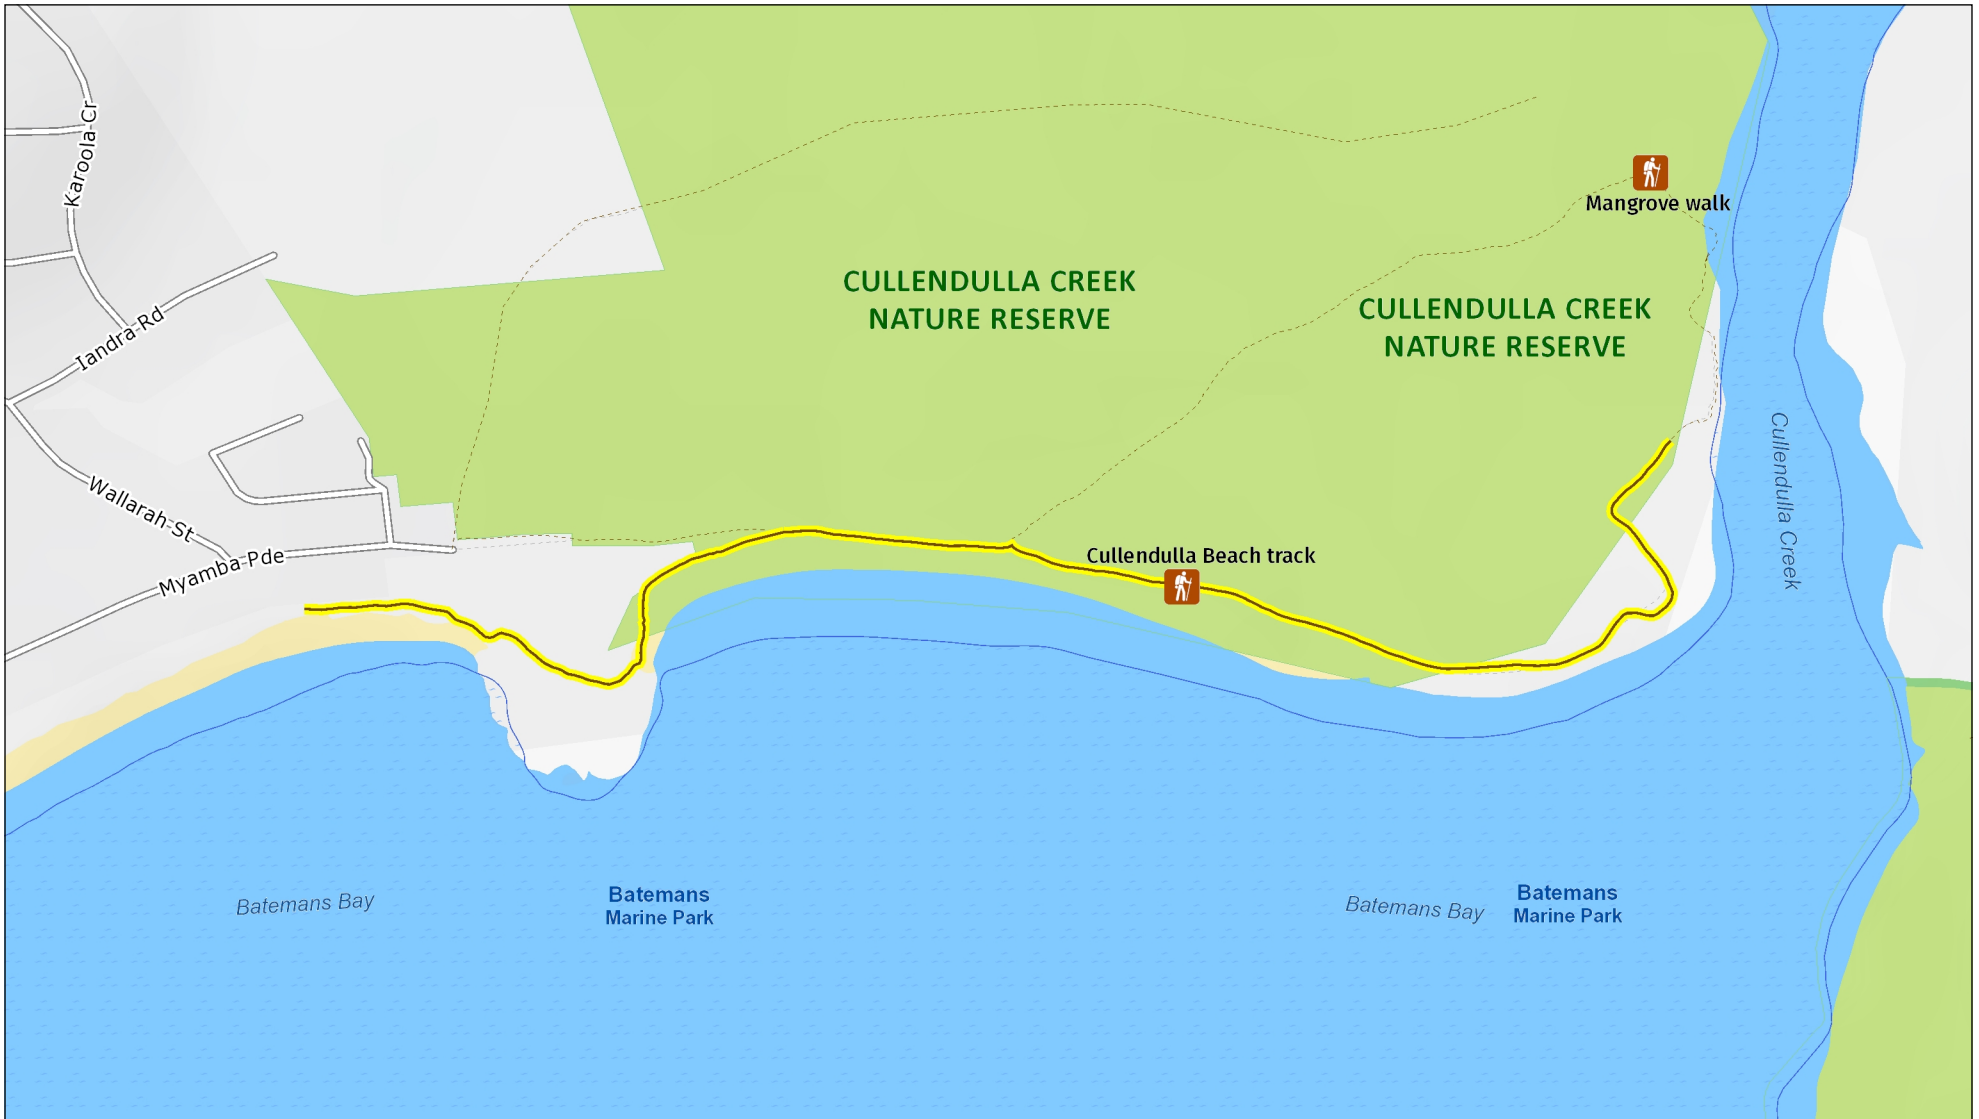 Karoola Cr
Mangrove walk
CULLENDULLA CREEK
NATURE RESERVE
CULLENDULLA CREEK
NATURE RESERVE
Iandra Rd
Wallarah St
Myamba Pde
Cullendulla Beach track
Cullendulla Creek
Batemans Bay
Batemans
Marine Park
Batemans Bay
Batemans
Marine Park